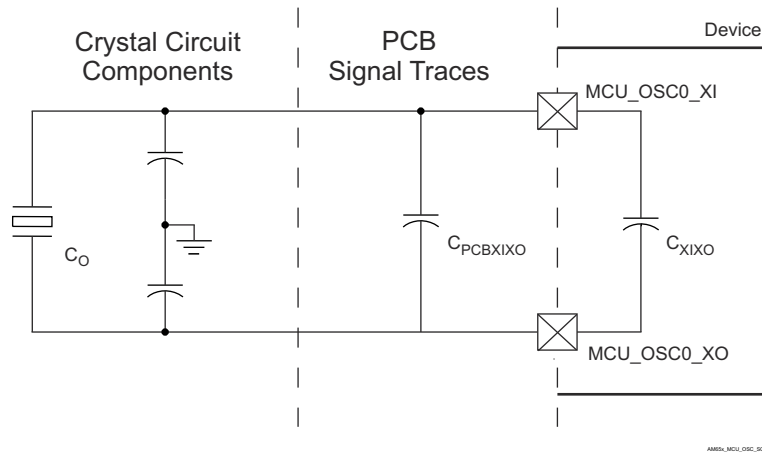 Crystal Circuit
Components
PCB
Signal Traces
Device
MCU_OSC0_XI
C_O
C_PCBXIXO
C_XIXO
MCU_OSC0_XO